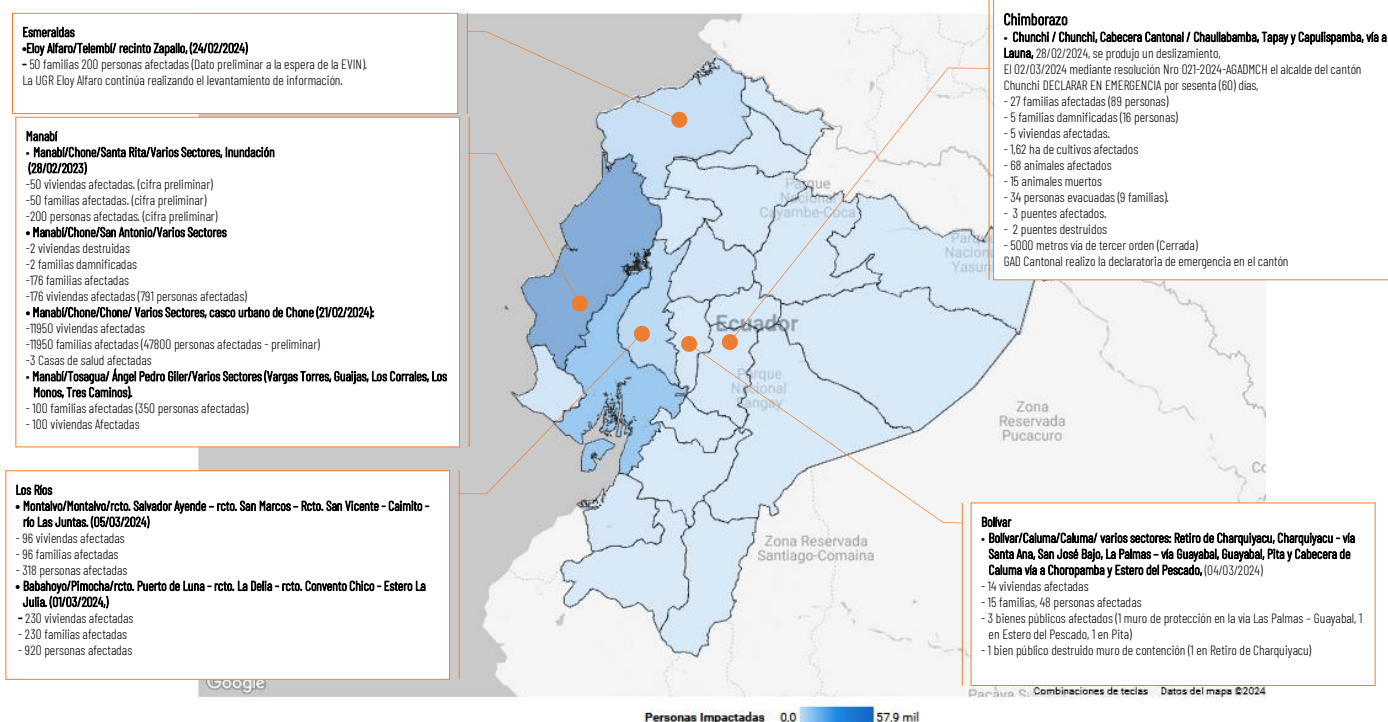 Esmeraldas
•Eloy Alfaro/Telembí/ recinto Zapallo, (24/02/2024)
- 50 familias 200 personas afectadas (Dato preliminar a la espera de la EVIN).
La UGR Eloy Alfaro continúa realizando el levantamiento de información.
Manabí
• Manabí/Chone/Santa Rita/Varios Sectores, Inundación
(28/02/2023)
-50 viviendas afectadas. (cifra preliminar)
-50 familias afectadas. (cifra preliminar)
-200 personas afectadas. (cifra preliminar)
• Manabí/Chone/San Antonio/Varios Sectores
-2 viviendas destruidas
-2 familias damnificadas
-176 familias afectadas
-176 viviendas afectadas (791 personas afectadas)
• Manabí/Chone/Chone/ Varios Sectores, casco urbano de Chone (21/02/2024):
-11950 viviendas afectadas
-11950 familias afectadas (47800 personas afectadas - preliminar)
-3 Casas de salud afectadas
• Manabí/Tosagua/ Ángel Pedro Giler/Varios Sectores (Vargas Torres, Guaijas, Los Corrales, Los
Monos, Tres Caminos).
- 100 familias afectadas (350 personas afectadas)
- 100 viviendas Afectadas
Los Ríos
• Montalvo/Montalvo/rcto. Salvador Ayende – rcto. San Marcos – Rcto. San Vicente - Caimito -
río Las Juntas. (05/03/2024)
- 96 viviendas afectadas
- 96 familias afectadas
- 318 personas afectadas
• Babahoyo/Pimocha/rcto. Puerto de Luna - rcto. La Delia - rcto. Convento Chico - Estero La
Julia. (01/03/2024,)
- 230 viviendas afectadas
- 230 familias afectadas
- 920 personas afectadas
Chimborazo
• Chunchi / Chunchi, Cabecera Cantonal / Chaullabamba, Tapay y Capulispamba, vía a
Launa, 28/02/2024, se produjo un deslizamiento,
El 02/03/2024 mediante resolución Nro 021-2024-AGADMCH el alcalde del cantón
Chunchi DECLARAR EN EMERGENCIA por sesenta (60) días,
- 27 familias afectadas (89 personas)
- 5 familias damnificadas (16 personas)
- 5 viviendas afectadas.
- 1,62 ha de cultivos afectados
- 68 animales afectados
- 15 animales muertos
- 34 personas evacuadas (9 familias).
- 3 puentes afectados.
- 2 puentes destruidos
- 5000 metros vía de tercer orden (Cerrada)
GAD Cantonal realizo la declaratoria de emergencia en el cantón
Bolívar
• Bolívar/Caluma/Caluma/ varios sectores: Retiro de Charquiyacu, Charquiyacu - vía
Santa Ana, San José Bajo, La Palmas – vía Guayabal, Guayabal, Pita y Cabecera de
Caluma vía a Choropamba y Estero del Pescado, (04/03/2024)
- 14 viviendas afectadas
- 15 familias, 48 personas afectadas
- 3 bienes públicos afectados (1 muro de protección en la vía Las Palmas – Guayabal, 1
en Estero del Pescado, 1 en Pita)
- 1 bien público destruido muro de contención (1 en Retiro de Charquiyacu)
Parque
Nacional
Cayambe-Coca
Parque
Nacional
Yasuní
Ecuador
Parque
Nacional
Sangay
Zona
Reservada
Pucacuro
Zona Reservada
Santiago-Comaina
Co
Google
Pacaya S
Combinaciones de teclas Datos del mapa ©2024
Personas Impactadas 0.0 57.9 mil